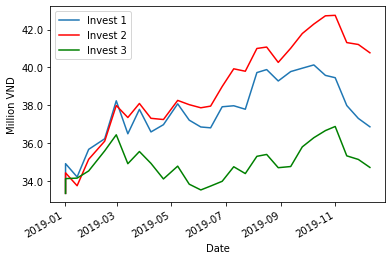 Invest 1
Invest 2
Invest 3
Million VND
42.0
40.0
38.0
36.0
34.0
2019-01
2019-03
2019-05
2019-07
2019-09
2019-11
Date